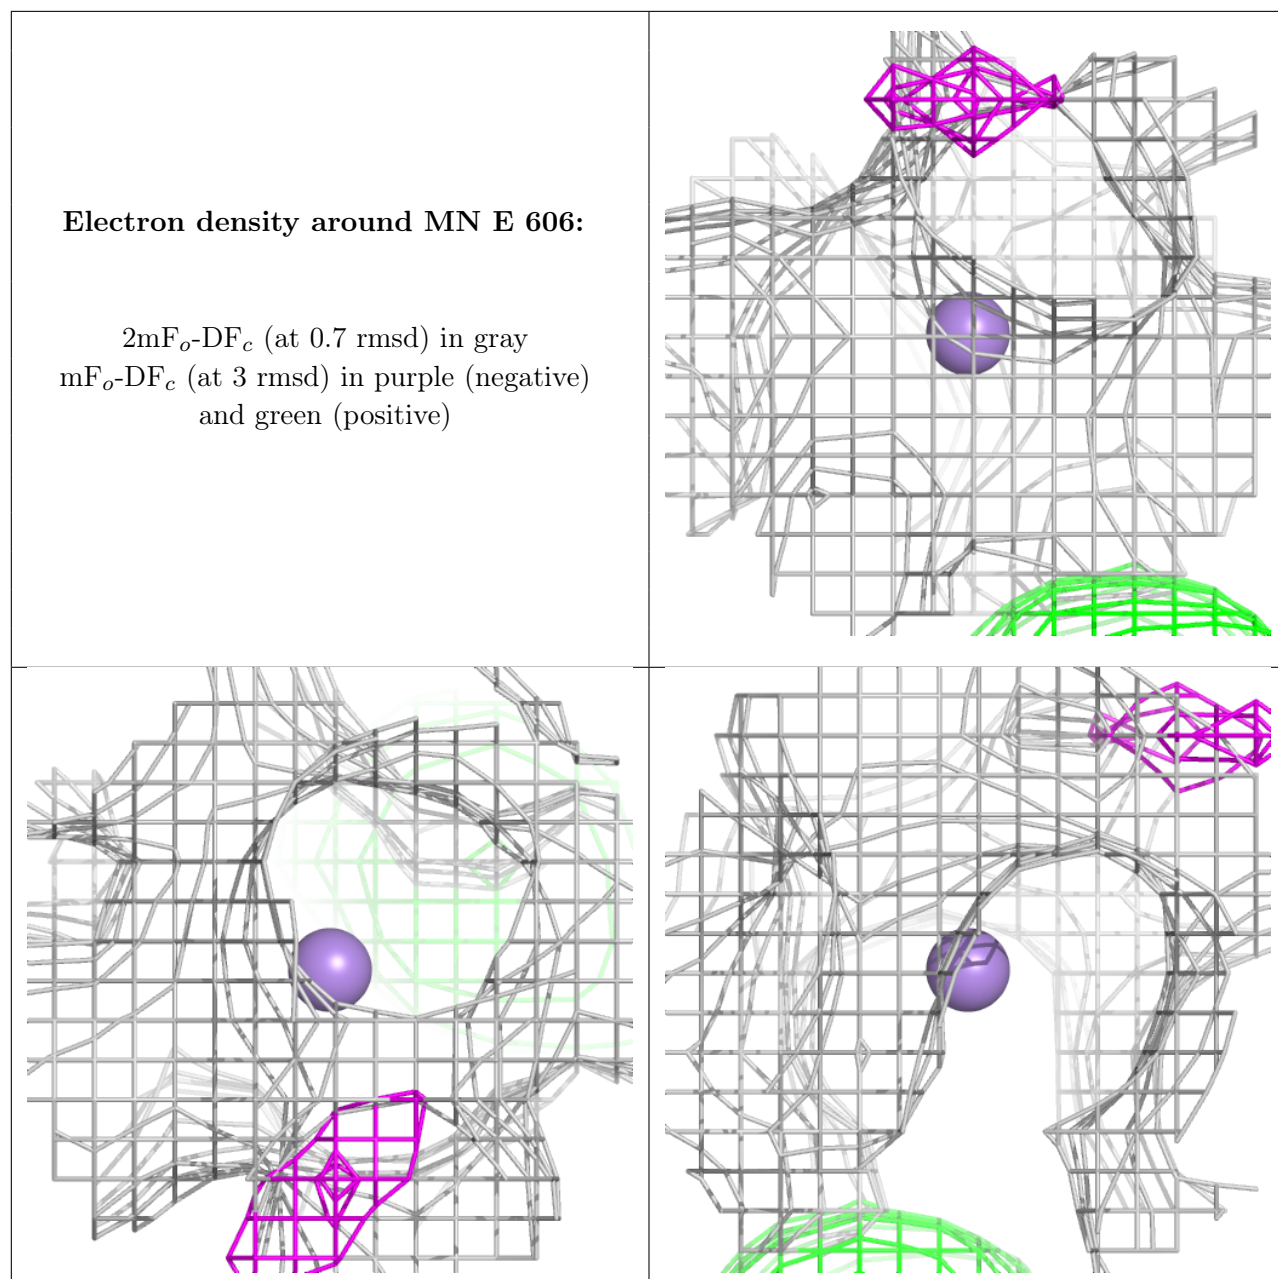 Electron density around MN E 606:
2mFo-DFc (at 0.7 rmsd) in gray
mFo-DFc (at 3 rmsd) in purple (negative)
and green (positive)